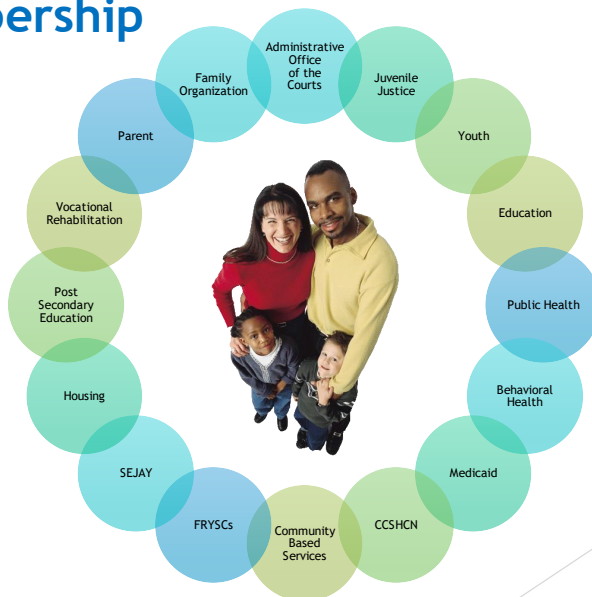 bership
Administrative
Office
of the
Courts
Juvenile
Justice
Youth
Education
Public Health
Behavioral
Health
Medicaid
CCSHCN
Community
Based
Services
FRYSCs
SEJAY
Housing
Post
Secondary
Education
Vocational
Rehabilitation
Parent
Family
Organization